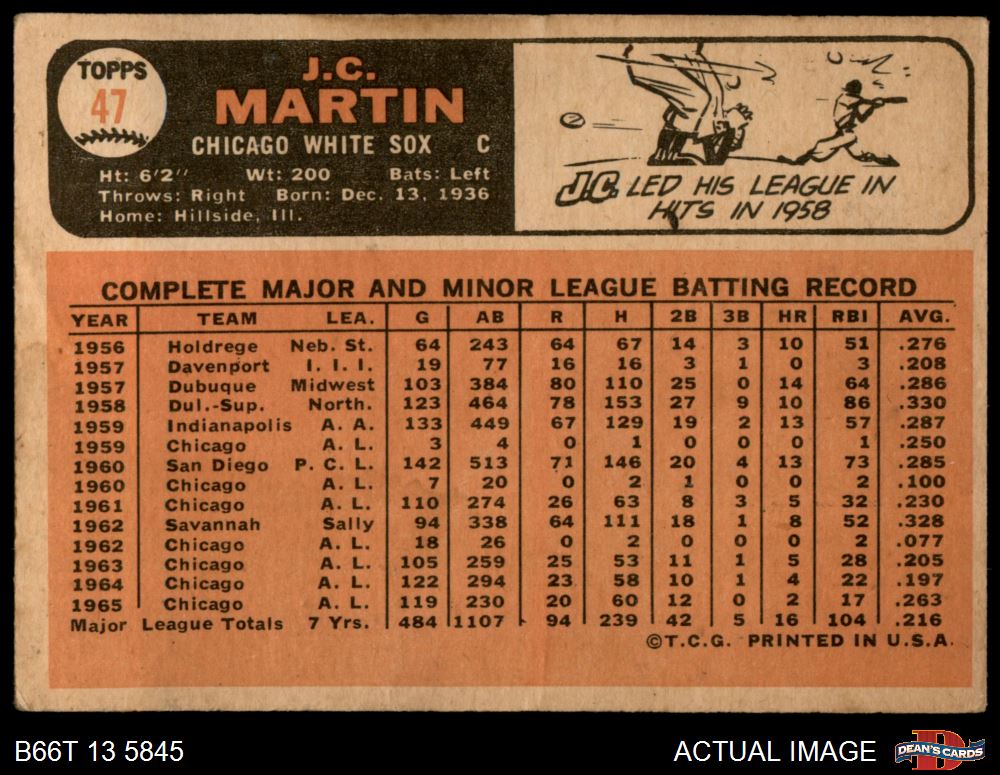 TOPPS
47
J.C.
MARTIN
CHICAGO WHITE SOX C
Ht: 6'2" Wt: 200 Bats: Left
Throws: Right Born: Dec. 13, 1936
Home: Hillside, Ill.
J.C. LED HIS LEAGUE IN
HITS IN 1958
COMPLETE MAJOR AND MINOR LEAGUE BATTING RECORD
YEAR TEAM LEA. G AB R H 2B 3B HR RBI AVG.
1956 Holdrege Neb. St. 64 243 64 67 14 3 10 51 .276
1957 Davenport I. I. I. 19 77 16 16 3 1 0 3 .208
1957 Dubuque Midwest 103 384 80 110 25 0 14 64 .286
1958 Dul.-Sup. North. 123 464 78 153 27 9 10 86 .330
1959 Indianapolis A. A. 133 449 67 129 19 2 13 57 .287
1959 Chicago A. L. 3 4 0 1 0 0 0 1 .250
1960 San Diego P. C. L. 142 513 71 146 20 4 13 73 .285
1960 Chicago A. L. 7 20 0 2 1 0 0 2 .100
1961 Chicago A. L. 110 274 26 63 8 3 5 32 .230
1962 Savannah Sally 94 338 64 111 18 1 8 52 .328
1962 Chicago A. L. 18 26 0 2 0 0 0 2 .077
1963 Chicago A. L. 105 259 25 53 11 1 5 28 .205
1964 Chicago A. L. 122 294 23 58 10 1 4 22 .197
1965 Chicago A. L. 119 230 20 60 12 0 2 17 .263
Major League Totals 7 Yrs. 484 1107 94 239 42 5 16 104 .216
©T.C.G. PRINTED IN U.S.A.
B66T 13 5845 ACTUAL IMAGE DEAN'S CARDS